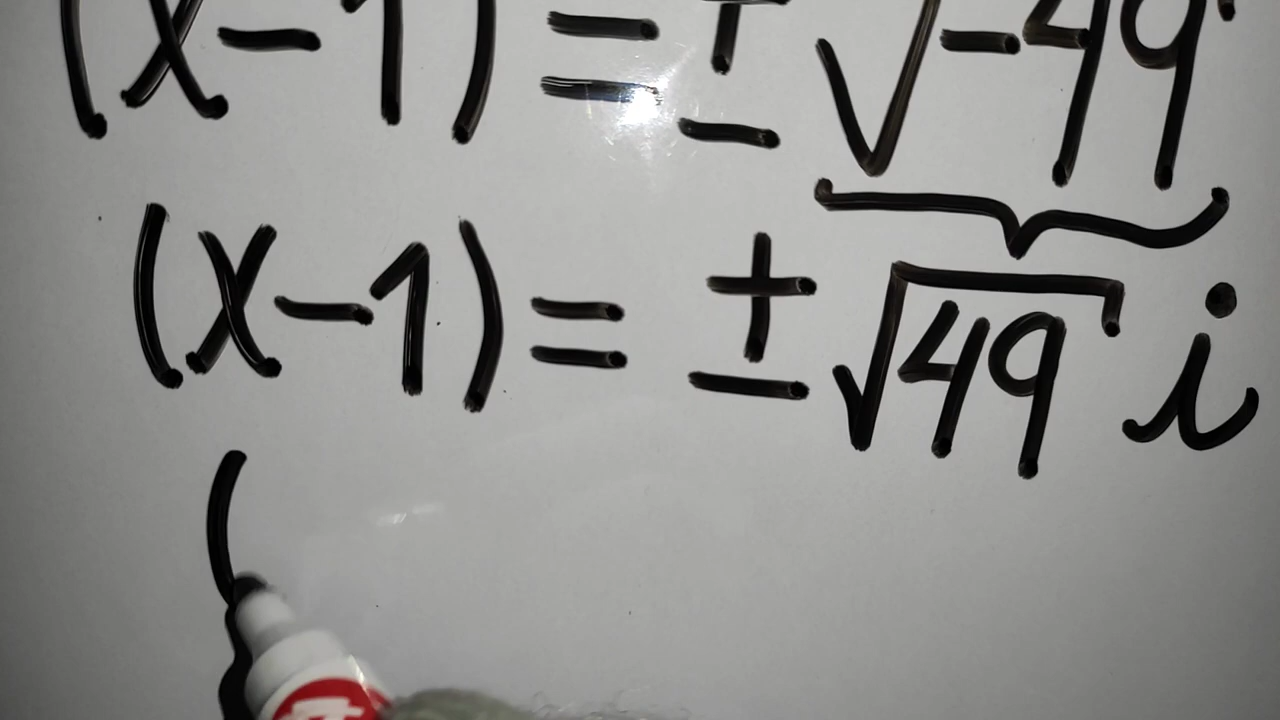 (x-1) = ± √-49
(x-1) = ± √49 i
(